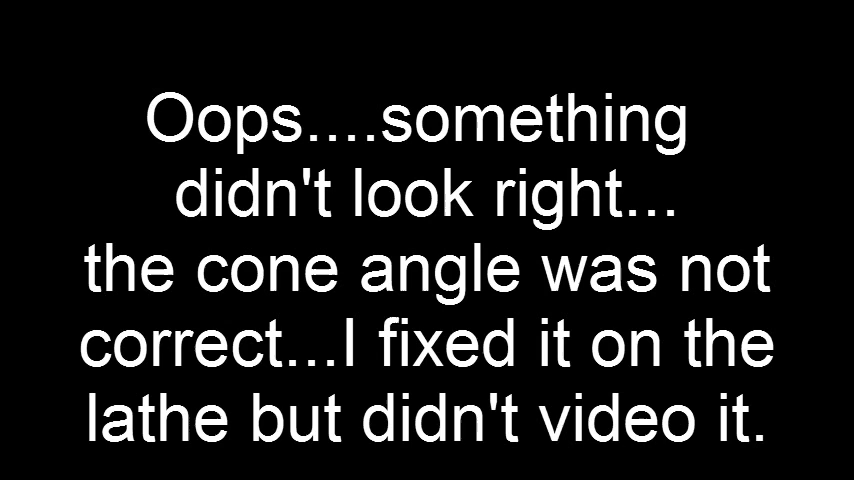 Oops....something
didn't look right...
the cone angle was not
correct...I fixed it on the
lathe but didn't video it.